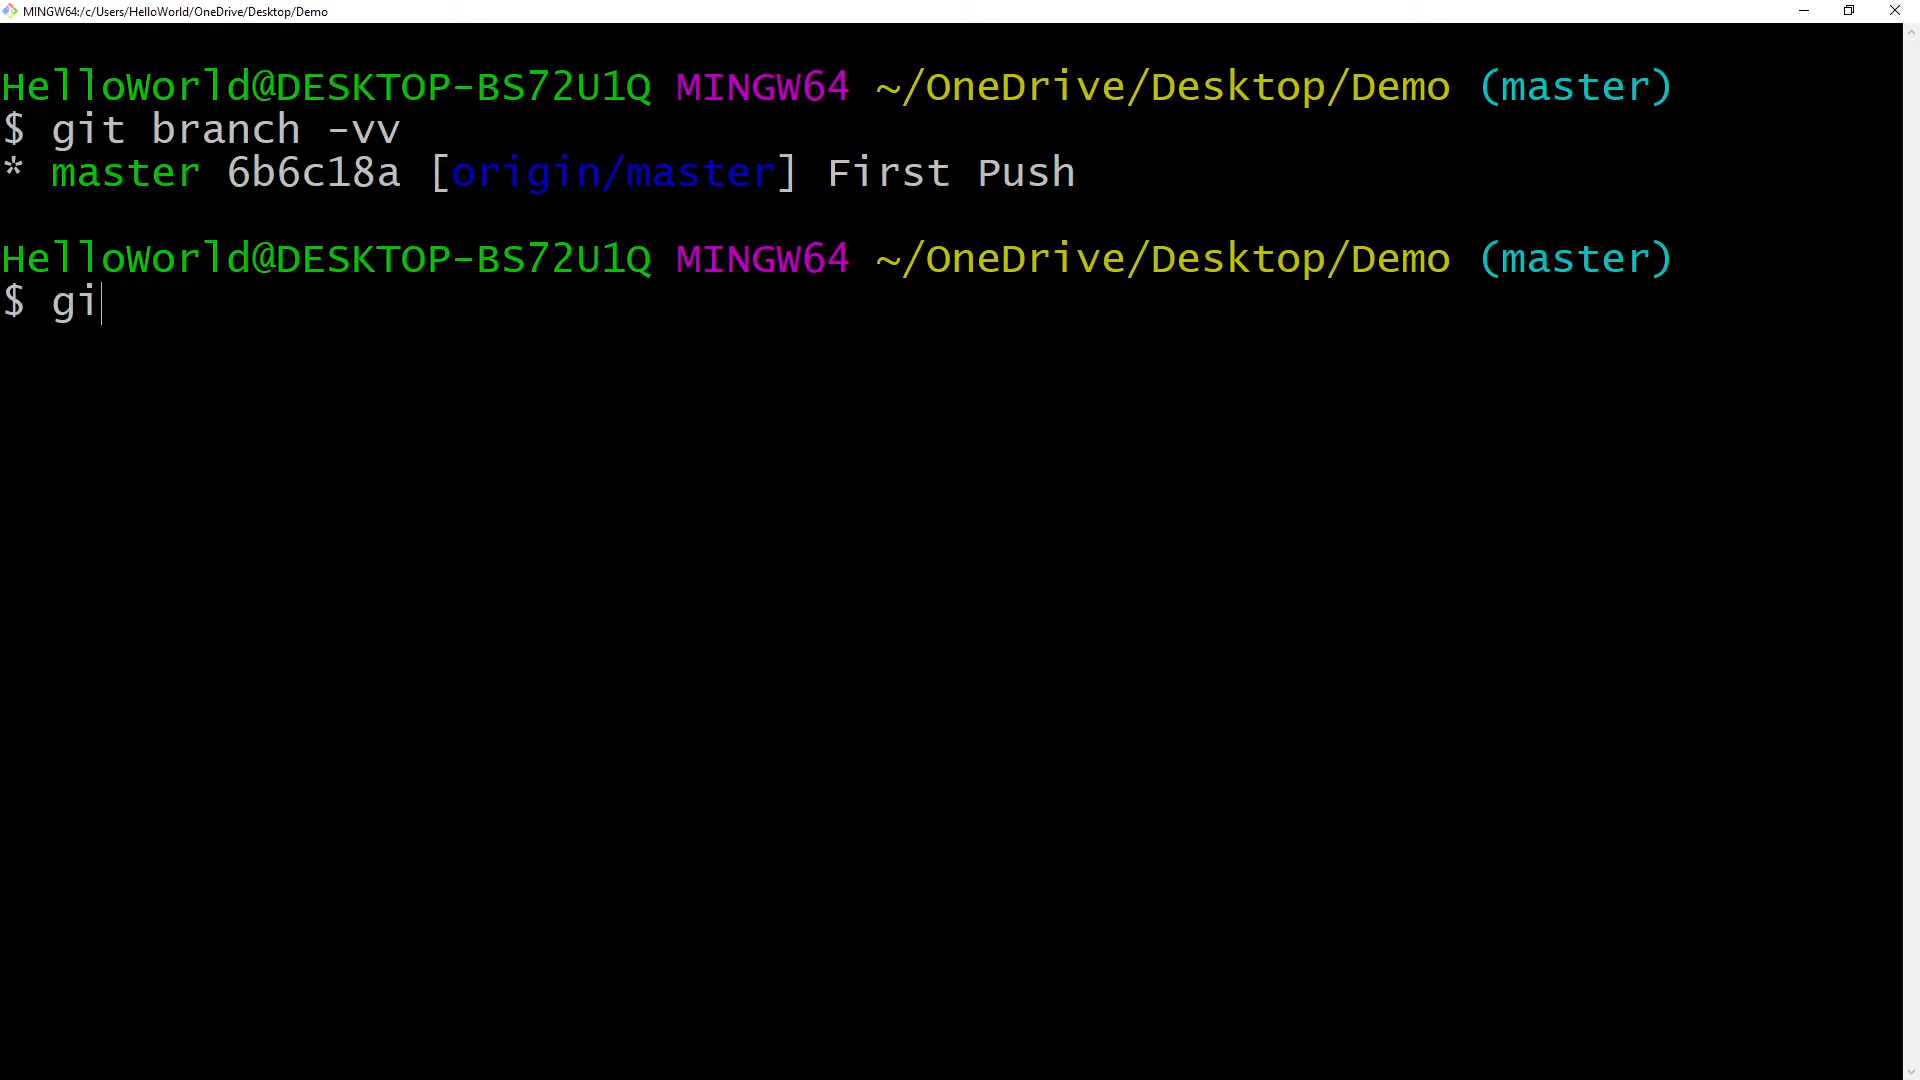 MINGW64:/c/Users/HelloWorld/OneDrive/Desktop/Demo
HelloWorld@DESKTOP-BS72U1Q MINGW64 ~/OneDrive/Desktop/Demo (master)
$ git branch -vv
* master 6b6c18a [origin/master] First Push
HelloWorld@DESKTOP-BS72U1Q MINGW64 ~/OneDrive/Desktop/Demo (master)
$ gi